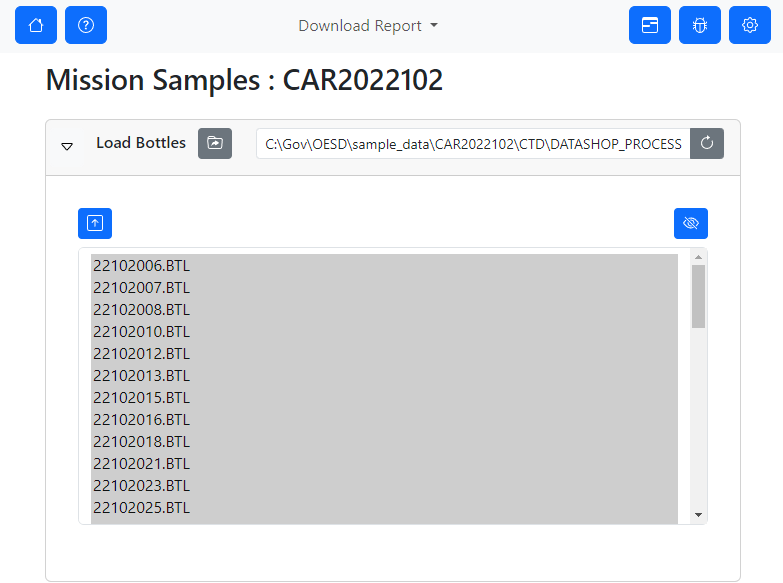 Download Report
Mission Samples : CAR2022102
Load Bottles
C:\Gov\OESD\sample_data\CAR2022102\CTD\DATASHOP_PROCESS
22102006.BTL
22102007.BTL
22102008.BTL
22102010.BTL
22102012.BTL
22102013.BTL
22102015.BTL
22102016.BTL
22102018.BTL
22102021.BTL
22102023.BTL
22102025.BTL